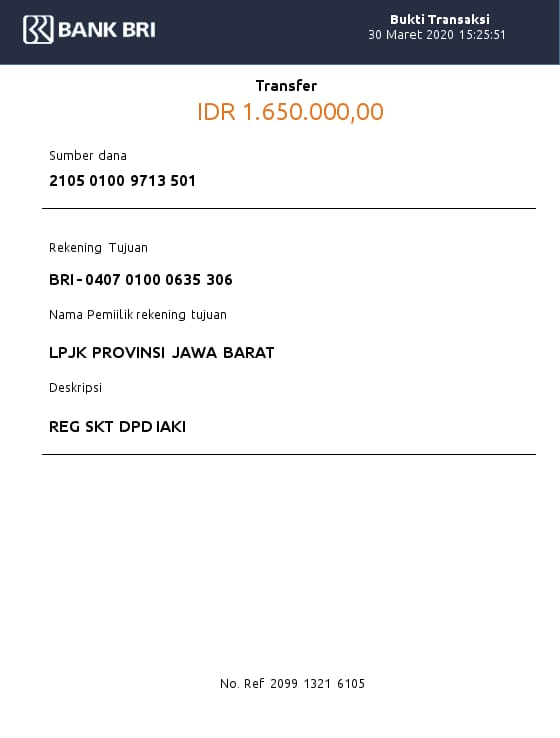 BANK BRI
Bukti Transaksi
30 Maret 2020 15:25:51
Transfer
IDR 1.650.000,00
Sumber dana
2105 0100 9713 501
Rekening Tujuan
BRI - 0407 0100 0635 306
Nama Pemiilik rekening tujuan
LPJK PROVINSI JAWA BARAT
Deskripsi
REG SKT DPD IAKI
No. Ref 2099 1321 6105